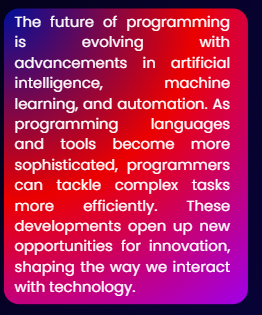 The future of programming
is evolving with
advancements in artificial
intelligence, machine
learning, and automation. As
programming languages
and tools become more
sophisticated, programmers
can tackle complex tasks
more efficiently. These
developments open up new
opportunities for innovation,
shaping the way we interact
with technology.